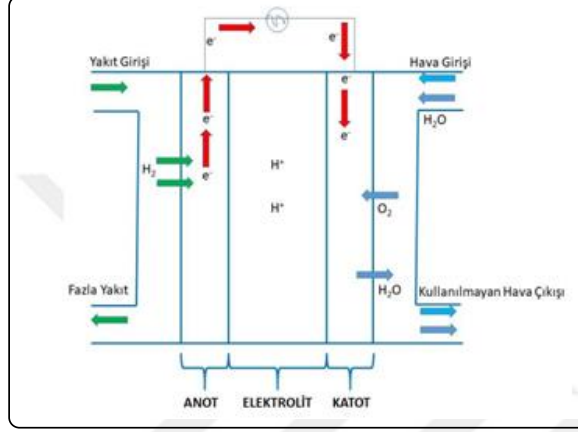 e⁻
e⁻
Yakıt Girişi
Hava Girişi
e⁻
H₂O
e⁻
e⁻
H₂
H⁺
e⁻
H⁺
O₂
Fazla Yakıt
H₂O
Kullanılmayan Hava Çıkışı
ANOT
ELEKTROLİT
KATOT